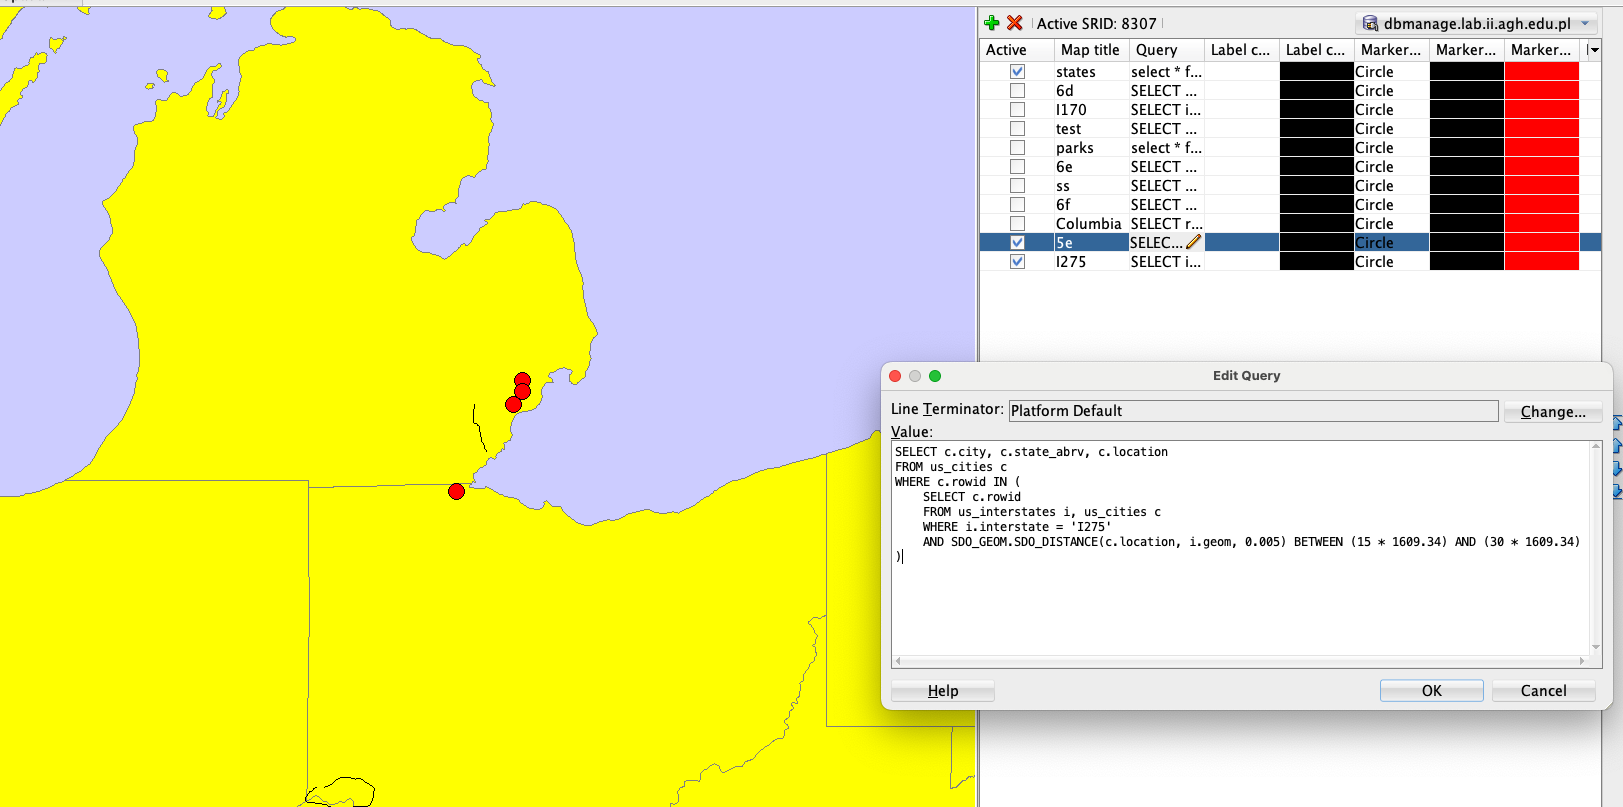 Active SRID: 8307
dbmanage.lab.ii.agh.edu.pl
Active Map title Query Label c... Label c... Marker... Marker... Marker...
states select * f... Circle
6d SELECT ... Circle
I170 SELECT i... Circle
test SELECT ... Circle
parks select * f... Circle
6e SELECT ... Circle
ss SELECT ... Circle
6f SELECT ... Circle
Columbia SELECT r... Circle
5e SELEC... Circle
I275 SELECT i... Circle
Edit Query
Line Terminator: Platform Default Change...
Value:
SELECT c.city, c.state_abrv, c.location
FROM us_cities c
WHERE c.rowid IN (
SELECT c.rowid
FROM us_interstates i, us_cities c
WHERE i.interstate = 'I275'
AND SDO_GEOM.SDO_DISTANCE(c.location, i.geom, 0.005) BETWEEN (15 * 1609.34) AND (30 * 1609.34)
)
Help OK Cancel